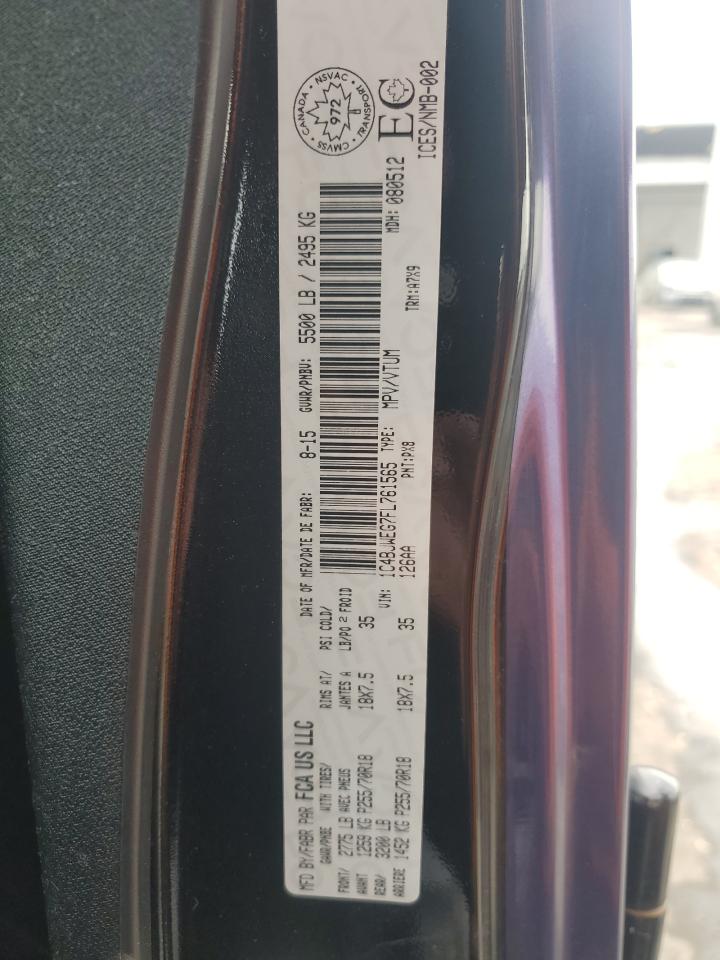 MFD BY/FABR PAR FCA US LLC
DATE OF MFR/DATE DE FABR: 8-15 GVWR/PNBV: 5500 LB / 2495 KG
GAWR/PNBE WITH TIRES/ RIMS AT/ PSI COLD/
AVEC PNEUS JANTES A LB/PO 2 FROID
FRONT/ 2775 LB
AVANT 1259 KG P255/70R18 18X7.5 35
REAR/ 3200 LB
ARRIERE 1452 KG P255/70R18 18X7.5 35
VIN: 1C4BJWEG7FL761565 TYPE: MPV/VTUM MDH: 080512
126AA PNT:PX8 TRM:A7X9
CANADA • NSVAC • TRANSPORT • CMVSS •
972
EC
ICES/NMB-002